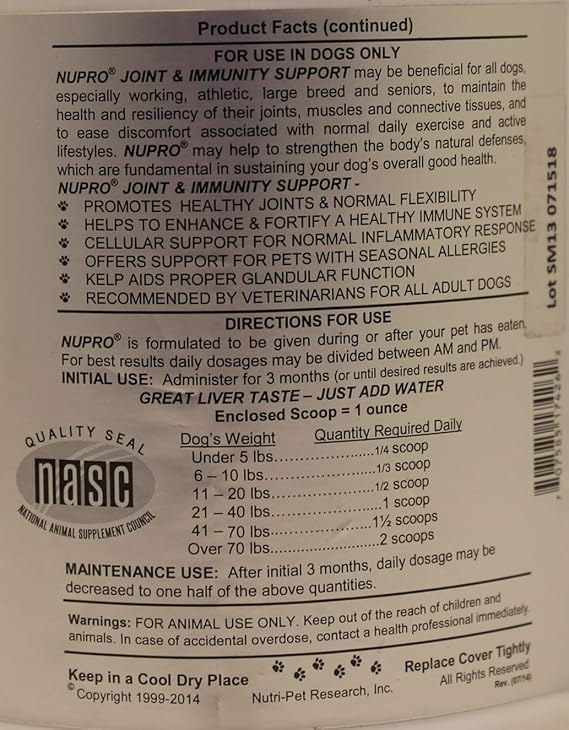 Product Facts (continued)
FOR USE IN DOGS ONLY
NUPRO® JOINT & IMMUNITY SUPPORT may be beneficial for all dogs,
especially working, athletic, large breed and seniors, to maintain the
health and resiliency of their joints, muscles and connective tissues, and
to ease discomfort associated with normal daily exercise and active
lifestyles. NUPRO® may help to strengthen the body's natural defenses,
which are fundamental in sustaining your dog's overall good health.
NUPRO® JOINT & IMMUNITY SUPPORT -
PROMOTES HEALTHY JOINTS & NORMAL FLEXIBILITY
HELPS TO ENHANCE & FORTIFY A HEALTHY IMMUNE SYSTEM
CELLULAR SUPPORT FOR NORMAL INFLAMMATORY RESPONSE
OFFERS SUPPORT FOR PETS WITH SEASONAL ALLERGIES
KELP AIDS PROPER GLANDULAR FUNCTION
RECOMMENDED BY VETERINARIANS FOR ALL ADULT DOGS
DIRECTIONS FOR USE
NUPRO® is formulated to be given during or after your pet has eaten.
For best results daily dosages may be divided between AM and PM.
INITIAL USE: Administer for 3 months (or until desired results are achieved.)
GREAT LIVER TASTE – JUST ADD WATER
Enclosed Scoop = 1 ounce
Dog's Weight Quantity Required Daily
Under 5 lbs. 1/4 scoop
6 – 10 lbs. 1/3 scoop
11 – 20 lbs. 1/2 scoop
21 – 40 lbs. 1 scoop
41 – 70 lbs. 1½ scoops
Over 70 lbs. 2 scoops
QUALITY SEAL
nasc
NATIONAL ANIMAL SUPPLEMENT COUNCIL
MAINTENANCE USE: After initial 3 months, daily dosage may be
decreased to one half of the above quantities.
Warnings: FOR ANIMAL USE ONLY. Keep out of the reach of children and
animals. In case of accidental overdose, contact a health professional immediately.
Keep in a Cool Dry Place
© Copyright 1999-2014
Nutri-Pet Research, Inc.
Replace Cover Tightly
All Rights Reserved
Rev. (07/14)
Lot SM13 071518